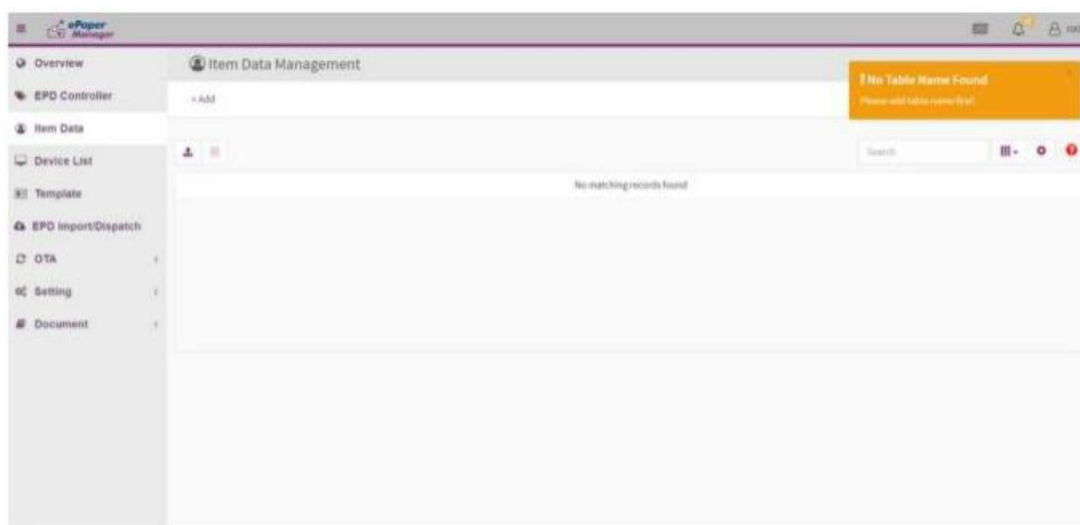 ePaper
Manager
Overview
EPD Controller
Item Data
Device List
Template
EPD Import/Dispatch
OTA
Setting
Document
Item Data Management
+Add
! No Table Name Found
Please add table name first!
Search
No matching records found